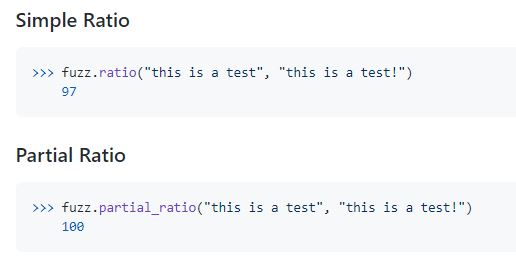 Simple Ratio
>>> fuzz.ratio("this is a test", "this is a test!")
97
Partial Ratio
>>> fuzz.partial_ratio("this is a test", "this is a test!")
100